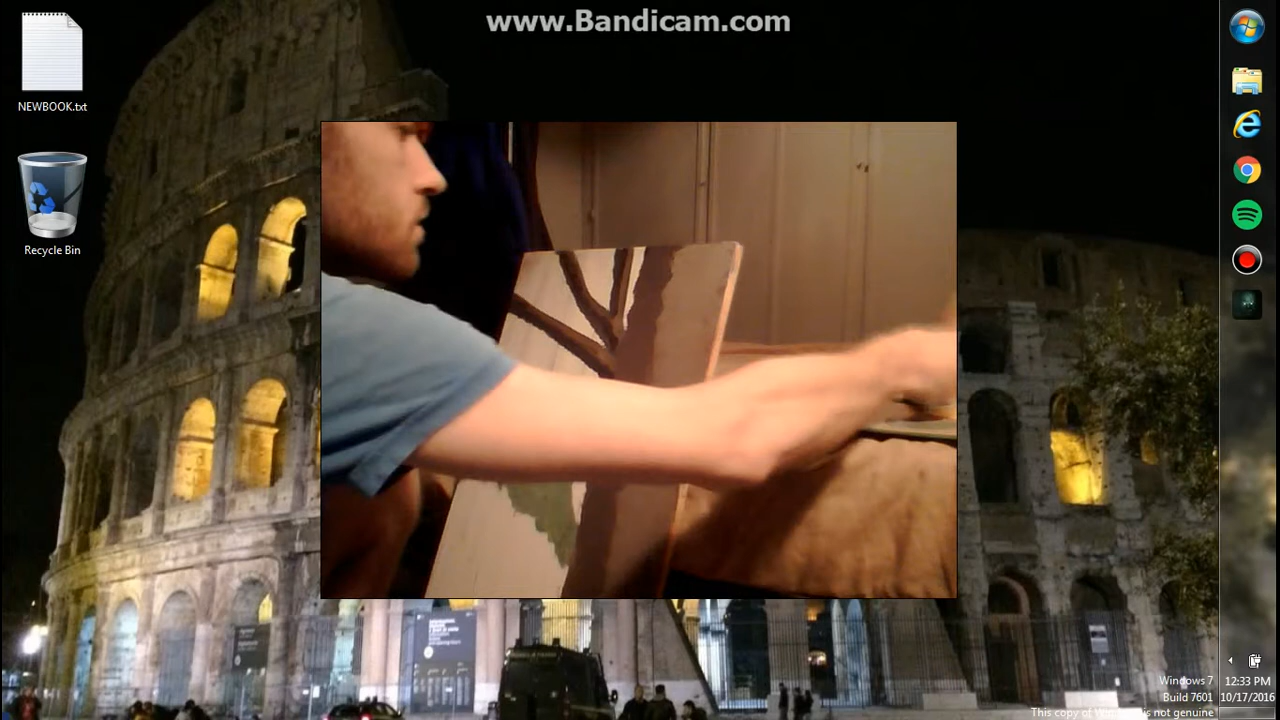 www.Bandicam.com
NEWBOOK.txt
Recycle Bin
Windows 7
Build 7601
This copy of Windows is not genuine
12:33 PM
10/17/2016